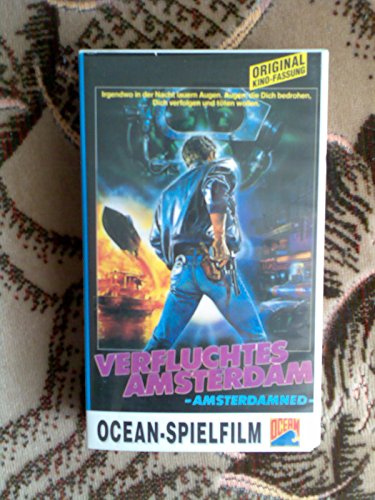 ORIGINAL
KINO-FASSUNG
Irgendwo in der Nacht lauern Augen. Augen, die Dich bedrohen,
Dich verfolgen und töten wollen.
VERFLUCHTES
AMSTERDAM
-AMSTERDAMNED-
OCEAN-SPIELFILM
OCEAN